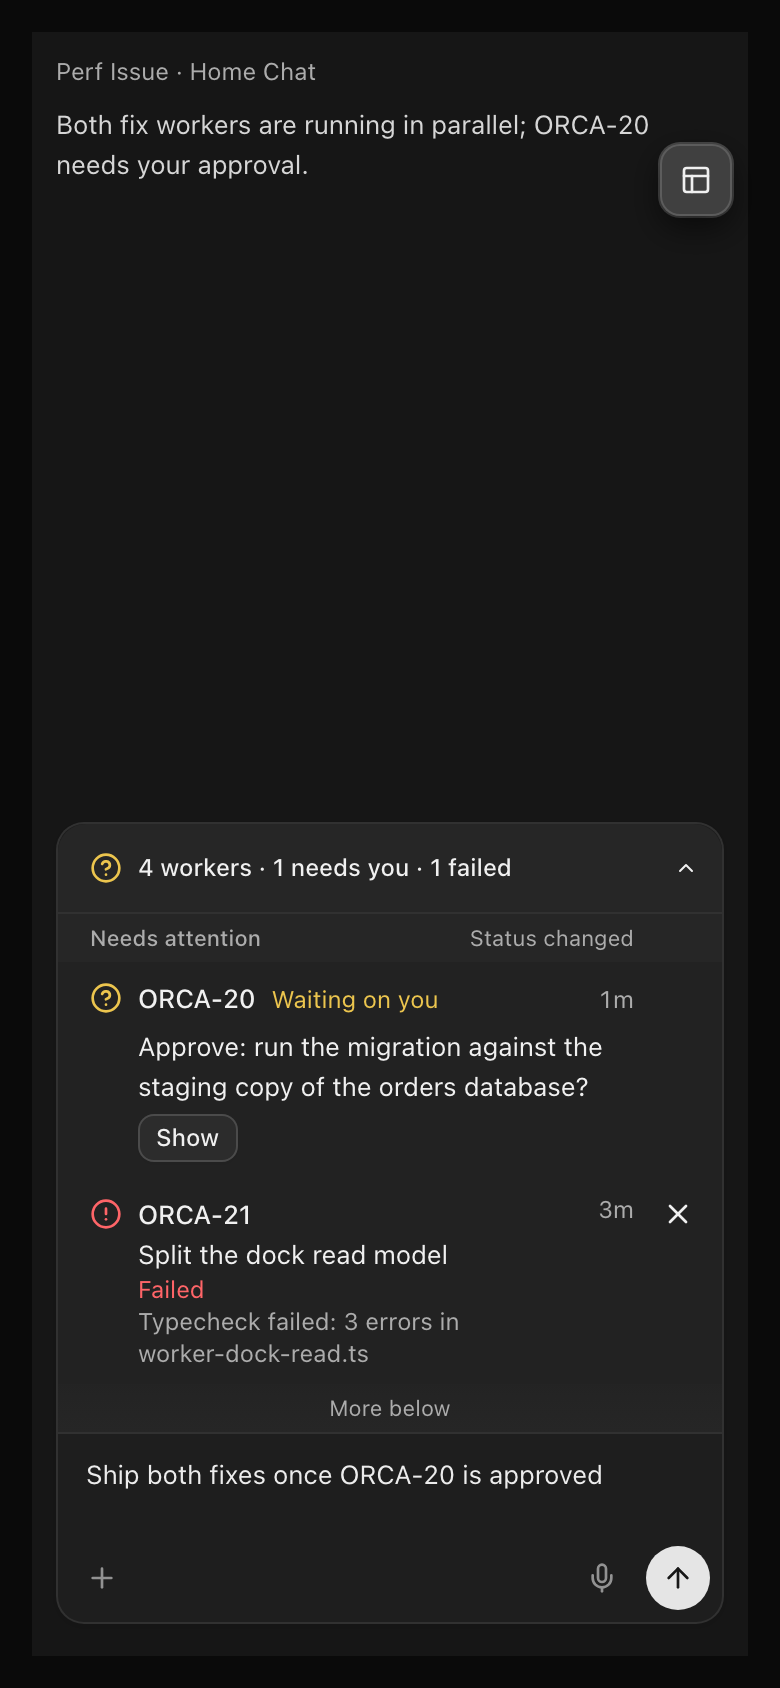 Perf Issue · Home Chat
Both fix workers are running in parallel; ORCA-20
needs your approval.
4 workers · 1 needs you · 1 failed
Needs attention
Status changed
ORCA-20 Waiting on you 1m
Approve: run the migration against the
staging copy of the orders database?
Show
ORCA-21 3m
Split the dock read model
Failed
Typecheck failed: 3 errors in
worker-dock-read.ts
More below
Ship both fixes once ORCA-20 is approved